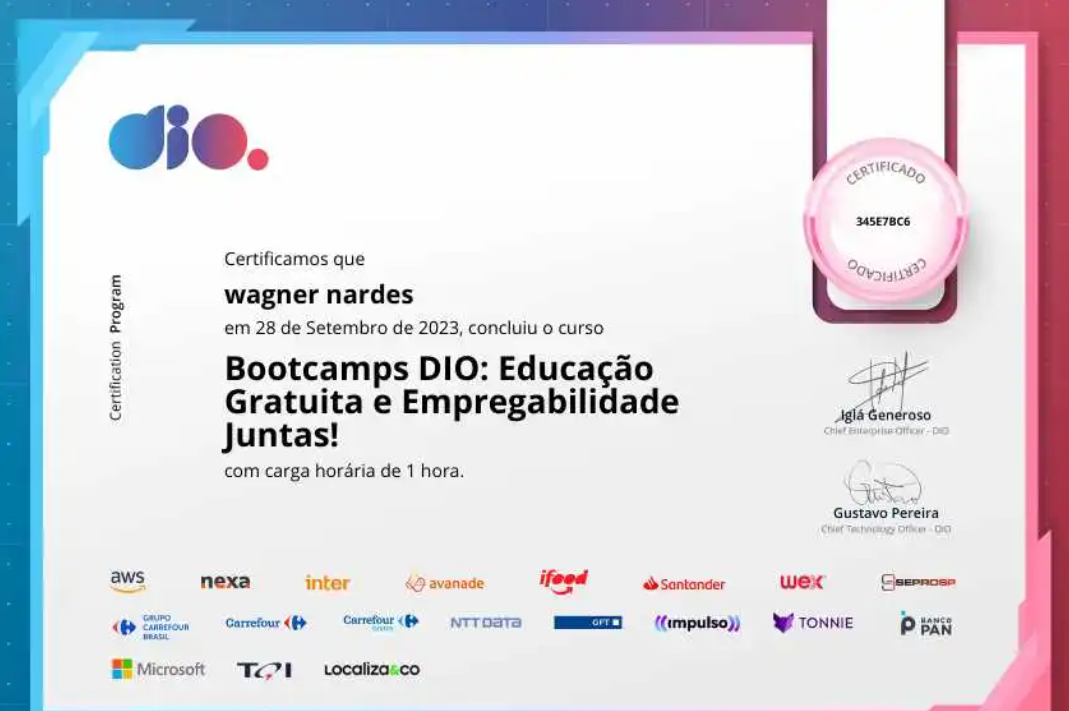 dio.
CERTIFICADO
345E7BC6
CERTIFICADO
Certification Program
Certificamos que
wagner nardes
em 28 de Setembro de 2023, concluiu o curso
Bootcamps DIO: Educação
Gratuita e Empregabilidade
Juntas!
com carga horária de 1 hora.
Iglá Generoso
Chief Enterprise Officer - DIO
Gustavo Pereira
Chief Technology Officer - DIO
aws nexa inter avanade ifood Santander wex SEPROSP
GRUPO
CARREFOUR
BRASIL
Carrefour Carrefour NTT DATA GFT ((impulso)) TONNIE BANCO
PAN
Microsoft TQI Localiza&co